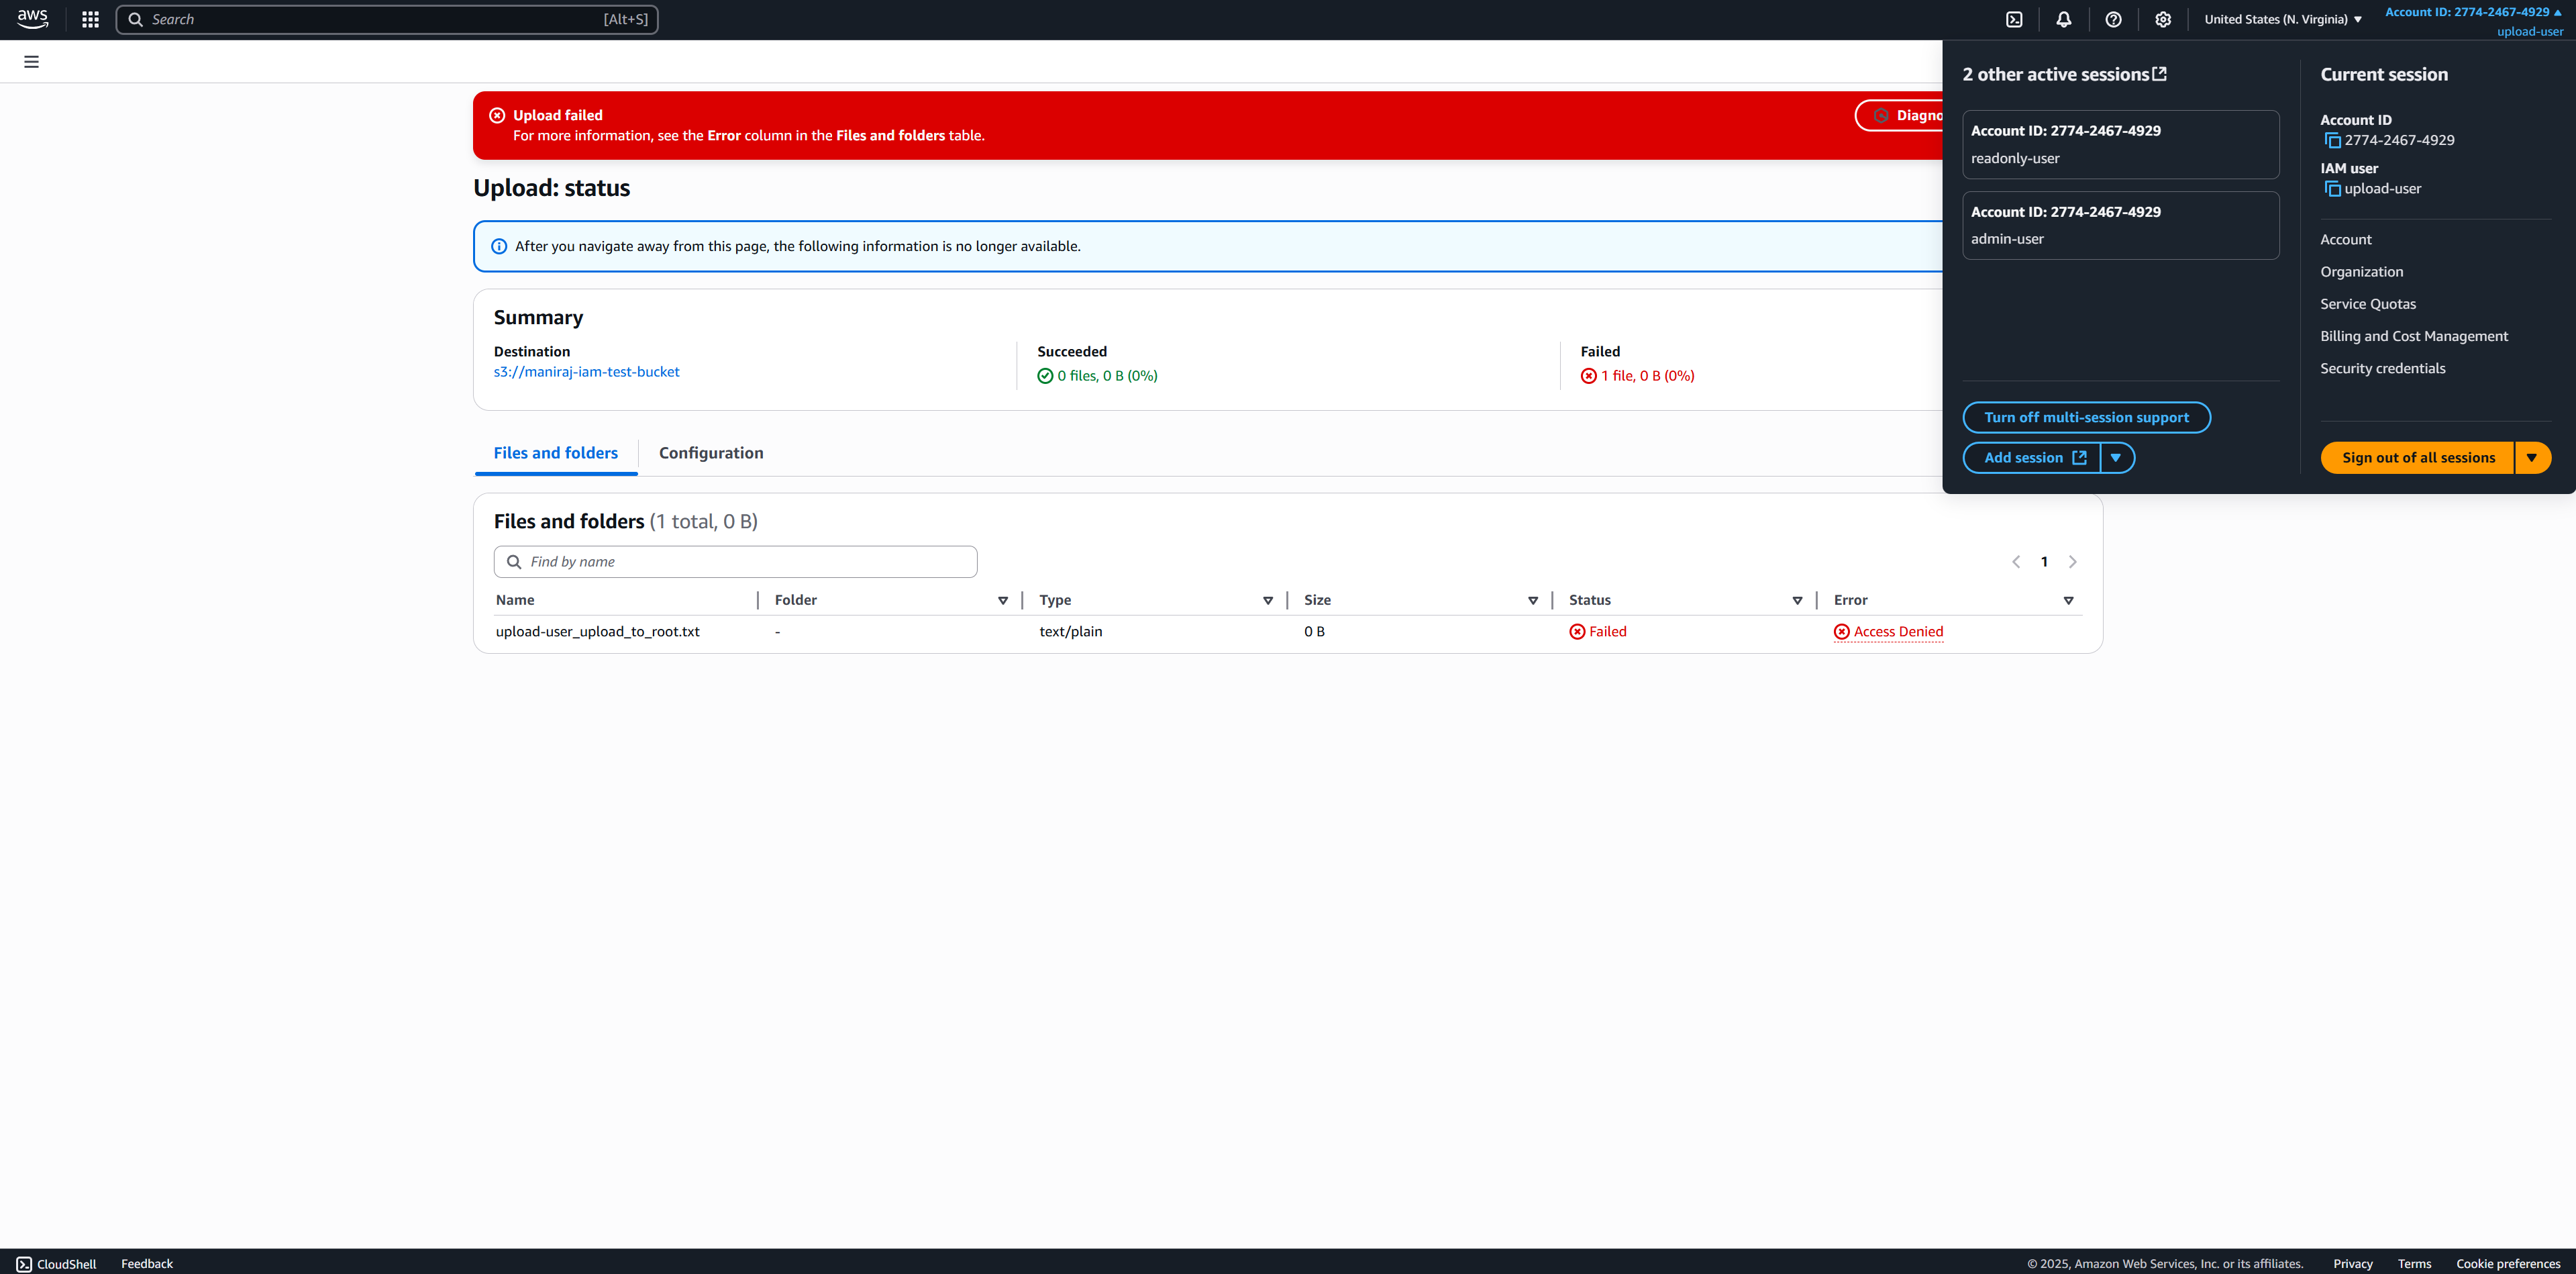 aws
Search
[Alt+S]
United States (N. Virginia)
Account ID: 2774-2467-4929
upload-user
Upload failed
For more information, see the Error column in the Files and folders table.
Diagno
Upload: status
After you navigate away from this page, the following information is no longer available.
Summary
Destination
s3://maniraj-iam-test-bucket
Succeeded
0 files, 0 B (0%)
Failed
1 file, 0 B (0%)
Files and folders
Configuration
Files and folders (1 total, 0 B)
Find by name
1
Name Folder Type Size Status Error
upload-user_upload_to_root.txt - text/plain 0 B Failed Access Denied
2 other active sessions
Account ID: 2774-2467-4929
readonly-user
Account ID: 2774-2467-4929
admin-user
Turn off multi-session support
Add session
Current session
Account ID
2774-2467-4929
IAM user
upload-user
Account
Organization
Service Quotas
Billing and Cost Management
Security credentials
Sign out of all sessions
CloudShell Feedback
© 2025, Amazon Web Services, Inc. or its affiliates. Privacy Terms Cookie preferences